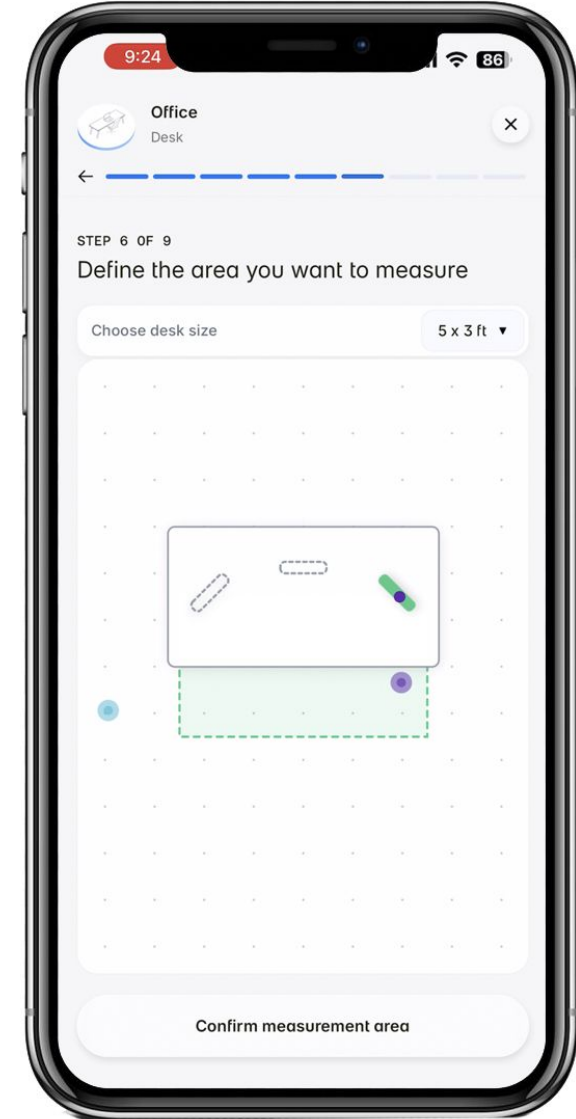 9:24
86
Office
Desk
STEP 6 OF 9
Define the area you want to measure
Choose desk size
5 x 3 ft ▼
Confirm measurement area